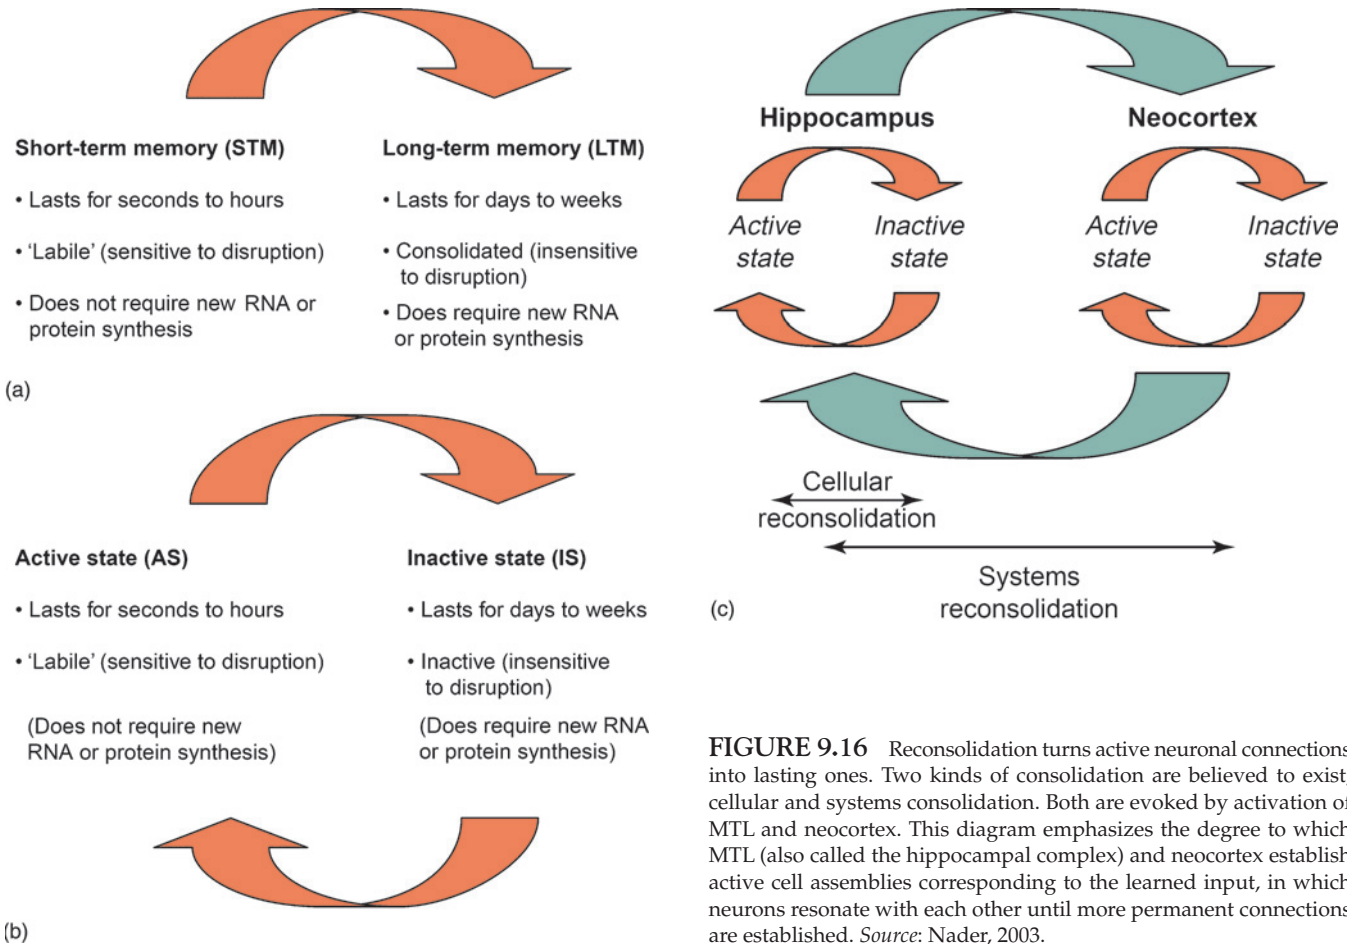 Short-term memory (STM)
• Lasts for seconds to hours
• 'Labile' (sensitive to disruption)
• Does not require new RNA or
protein synthesis
Long-term memory (LTM)
• Lasts for days to weeks
• Consolidated (insensitive
to disruption)
• Does require new RNA
or protein synthesis
(a)
Active state (AS)
• Lasts for seconds to hours
• 'Labile' (sensitive to disruption)
(Does not require new
RNA or protein synthesis)
Inactive state (IS)
• Lasts for days to weeks
• Inactive (insensitive
to disruption)
(Does require new RNA
or protein synthesis)
(b)
Hippocampus
Neocortex
Active
state
Inactive
state
Active
state
Inactive
state
Cellular
reconsolidation
Systems
reconsolidation
(c)
FIGURE 9.16 Reconsolidation turns active neuronal connections
into lasting ones. Two kinds of consolidation are believed to exist,
cellular and systems consolidation. Both are evoked by activation of
MTL and neocortex. This diagram emphasizes the degree to which
MTL (also called the hippocampal complex) and neocortex establish
active cell assemblies corresponding to the learned input, in which
neurons resonate with each other until more permanent connections
are established. Source: Nader, 2003.